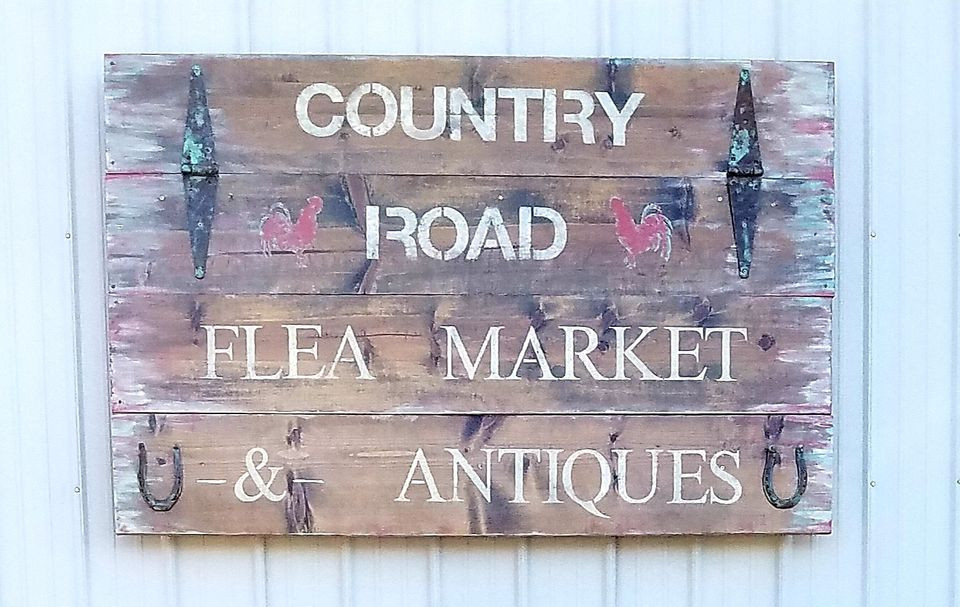 COUNTRY
ROAD
FLEA MARKET
-&- ANTIQUES